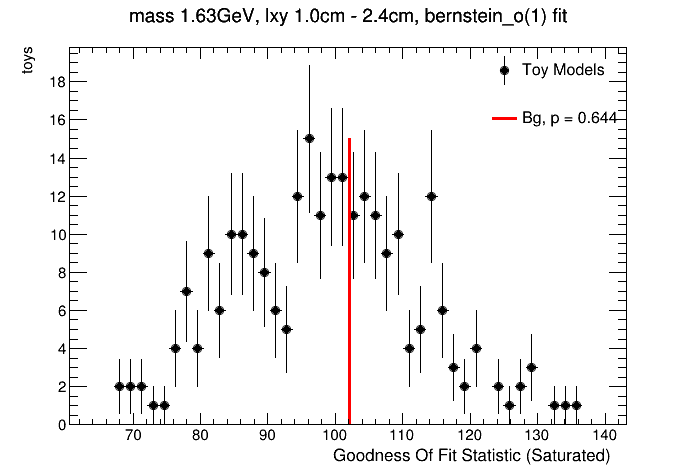 mass 1.63GeV, lxy 1.0cm - 2.4cm, bernstein_o(1) fit
toys
Toy Models
Bg, p = 0.644
18
16
14
12
10
8
6
4
2
0
70 80 90 100 110 120 130 140
Goodness Of Fit Statistic (Saturated)